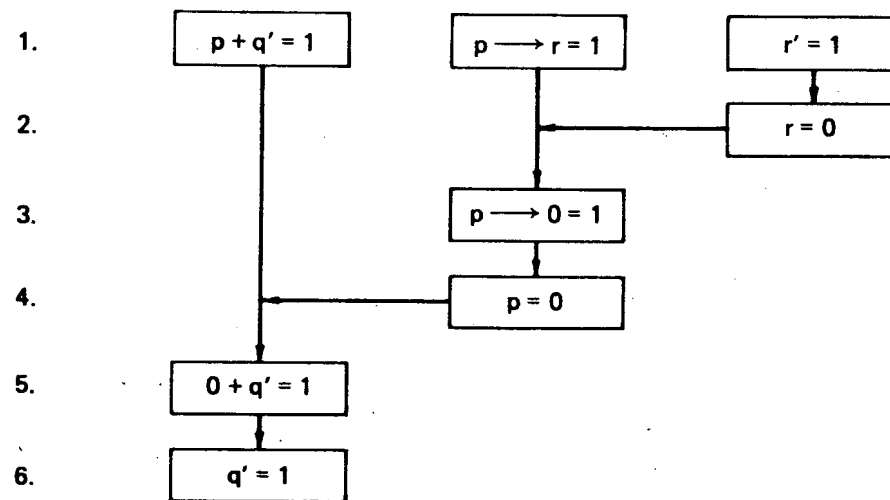 1. p + q′ = 1 p ⟶ r = 1 r′ = 1
2. r = 0
3. p ⟶ 0 = 1
4. p = 0
5. 0 + q′ = 1
6. q′ = 1